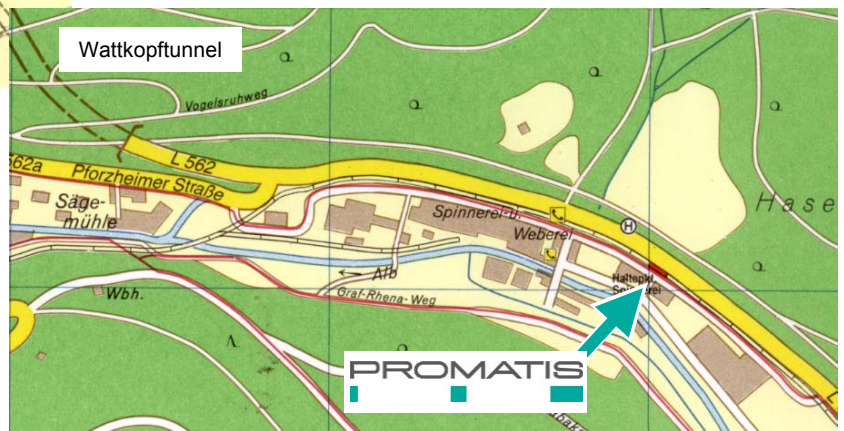 Wattkopftunnel
Vogelsruhweg
L 562
562a
Pforzheimer Straße
Säge-
mühle
Spinnerei-u.
Weberei
H
Hase
Haltepkt.
Spinnerei
Alb
Graf-Rhena-Weg
Wbh.
PROMATIS